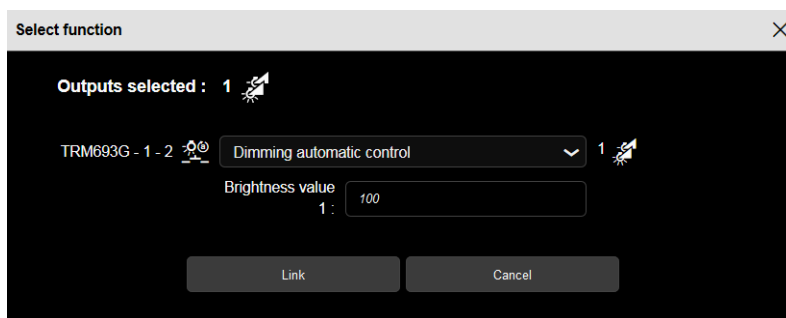 Select function
Outputs selected : 1
TRM693G - 1 - 2 Dimming automatic control 1
Brightness value
1 : 100
Link Cancel